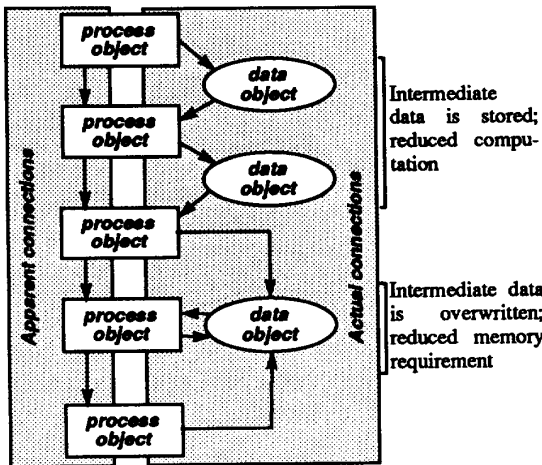 process
object
data
object
process
object
Intermediate
data is stored;
reduced compu-
tation
data
object
process
object
Apparent connections
Actual connections
process
object
data
object
Intermediate data
is overwritten;
reduced memory
requirement
process
object